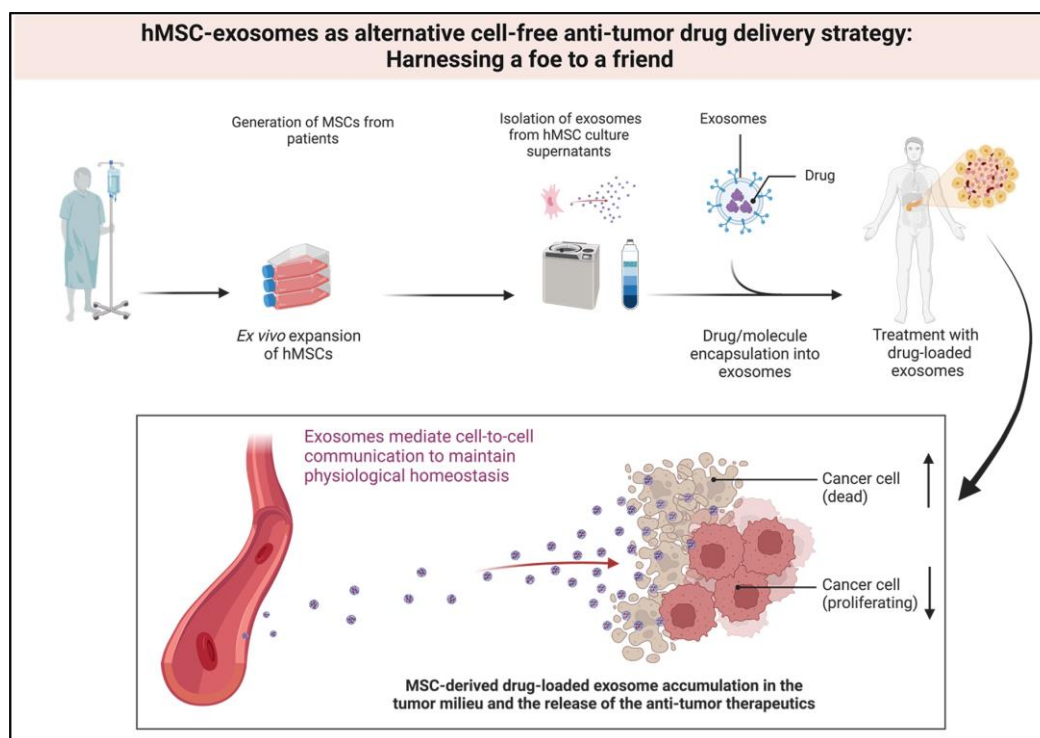 hMSC-exosomes as alternative cell-free anti-tumor drug delivery strategy:
Harnessing a foe to a friend
Generation of MSCs from
patients
Ex vivo expansion
of hMSCs
Isolation of exosomes
from hMSC culture
supernatants
Exosomes
Drug
Drug/molecule
encapsulation into
exosomes
Treatment with
drug-loaded
exosomes
Exosomes mediate cell-to-cell
communication to maintain
physiological homeostasis
Cancer cell
(dead)
Cancer cell
(proliferating)
MSC-derived drug-loaded exosome accumulation in the
tumor milieu and the release of the anti-tumor therapeutics